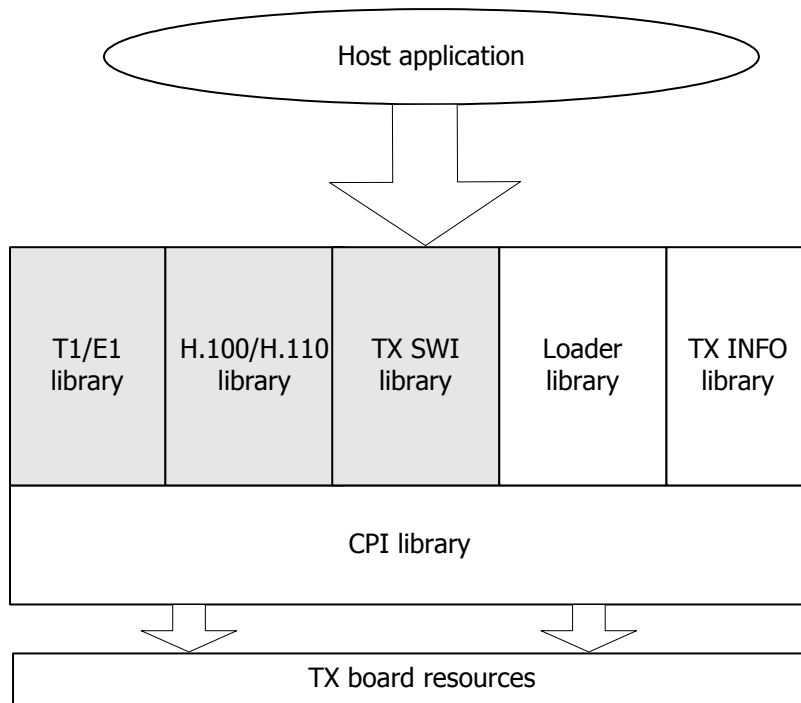 Host application
T1/E1
library
H.100/H.110
library
TX SWI
library
Loader
library
TX INFO
library
CPI library
TX board resources